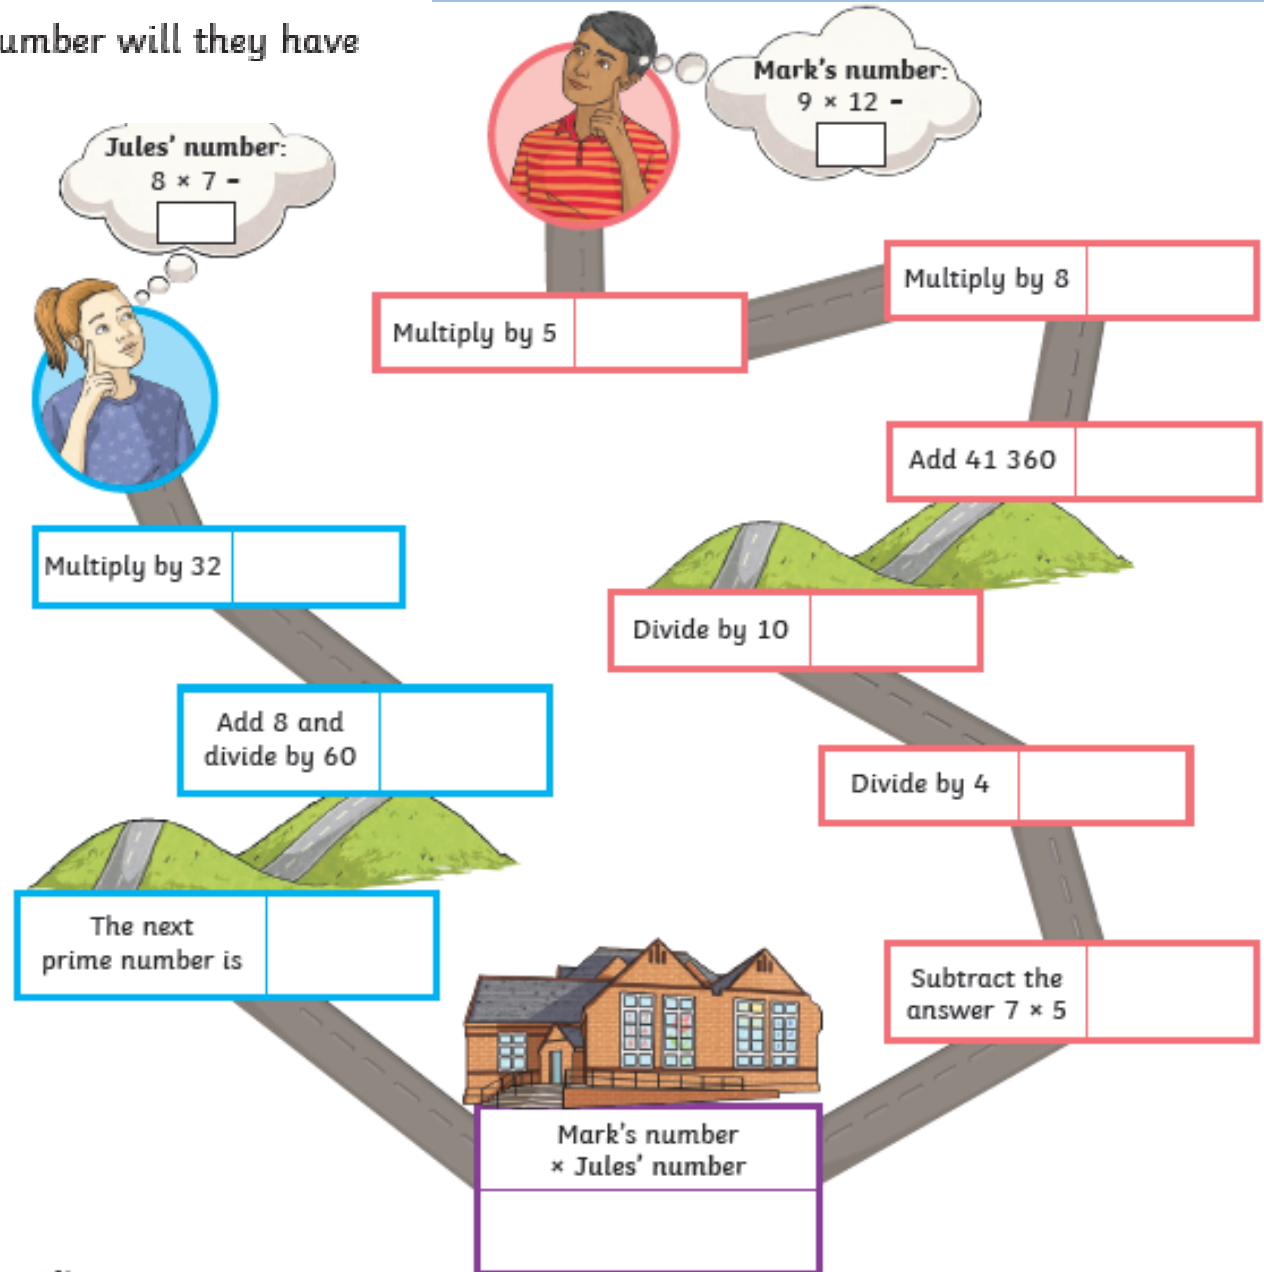 umber will they have
Mark's number:
9 × 12 =
Jules' number:
8 × 7 =
Multiply by 5
Multiply by 8
Add 41 360
Multiply by 32
Divide by 10
Add 8 and
divide by 60
Divide by 4
The next
prime number is
Subtract the
answer 7 × 5
Mark's number
× Jules' number